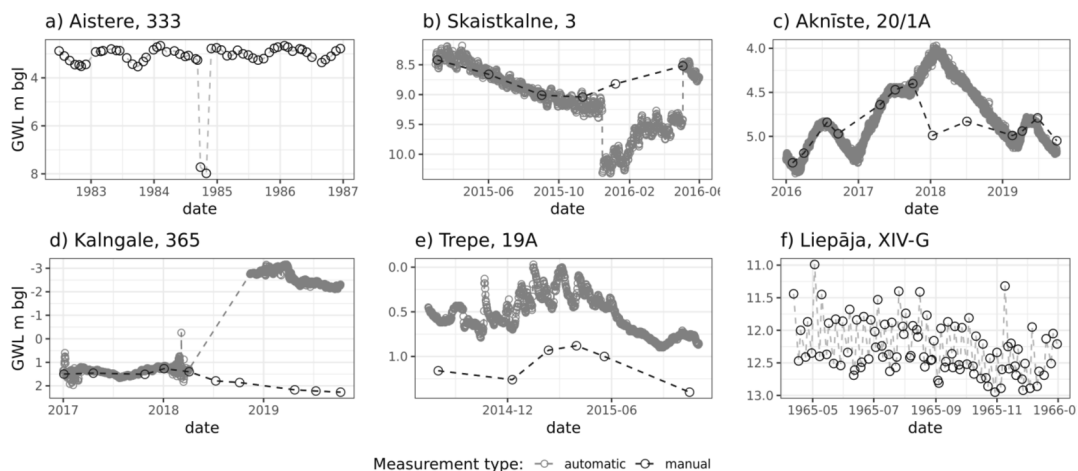 a) Aistere, 333
b) Skaistkalne, 3
c) Aknīste, 20/1A
GWL m bgl
4
6
8
1983 1984 1985 1986 1987
date
8.5
9.0
9.5
10.0
2015-06 2015-10 2016-02 2016-06
date
4.0
4.5
5.0
2016 2017 2018 2019
date
d) Kalngale, 365
e) Trepe, 19A
f) Liepāja, XIV-G
GWL m bgl
-3
-2
-1
0
1
2
2017 2018 2019
date
0.0
0.5
1.0
2014-12 2015-06
date
11.0
11.5
12.0
12.5
13.0
1965-05 1965-07 1965-09 1965-11 1966-0
date
Measurement type: automatic manual